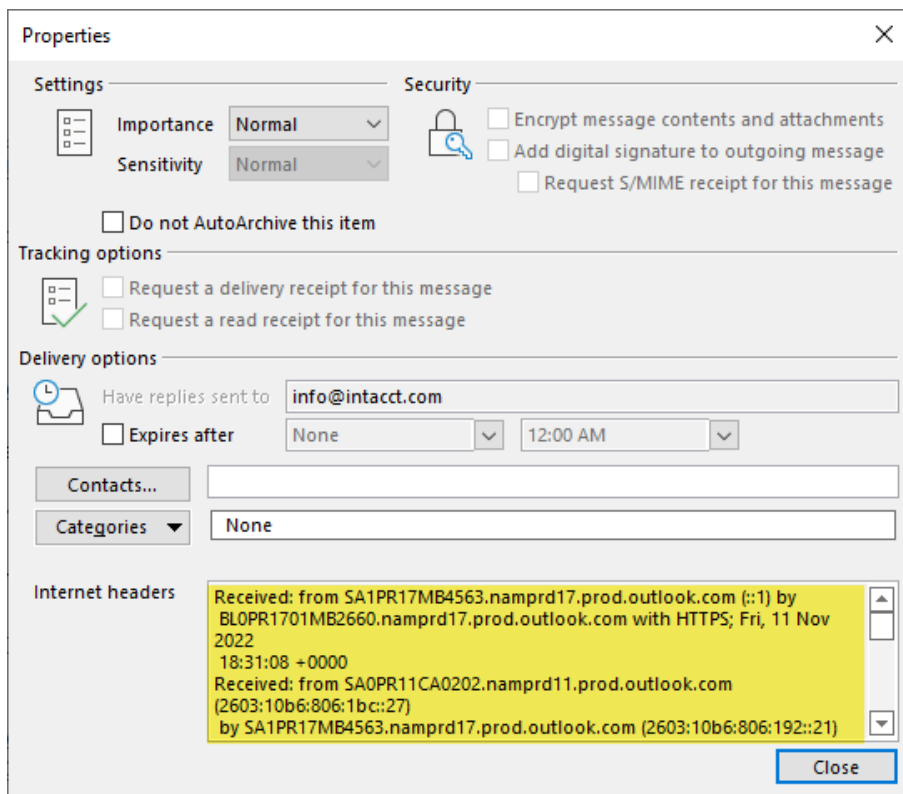 Properties
Settings
Security
Importance
Normal
Sensitivity
Normal
Encrypt message contents and attachments
Add digital signature to outgoing message
Request S/MIME receipt for this message
Do not AutoArchive this item
Tracking options
Request a delivery receipt for this message
Request a read receipt for this message
Delivery options
Have replies sent to
info@intacct.com
Expires after
None
12:00 AM
Contacts...
Categories
None
Internet headers
Received: from SA1PR17MB4563.namprd17.prod.outlook.com (::1) by
BL0PR1701MB2660.namprd17.prod.outlook.com with HTTPS; Fri, 11 Nov
2022
18:31:08 +0000
Received: from SA0PR11CA0202.namprd11.prod.outlook.com
(2603:10b6:806:1bc::27)
by SA1PR17MB4563.namprd17.prod.outlook.com (2603:10b6:806:192::21)
Close